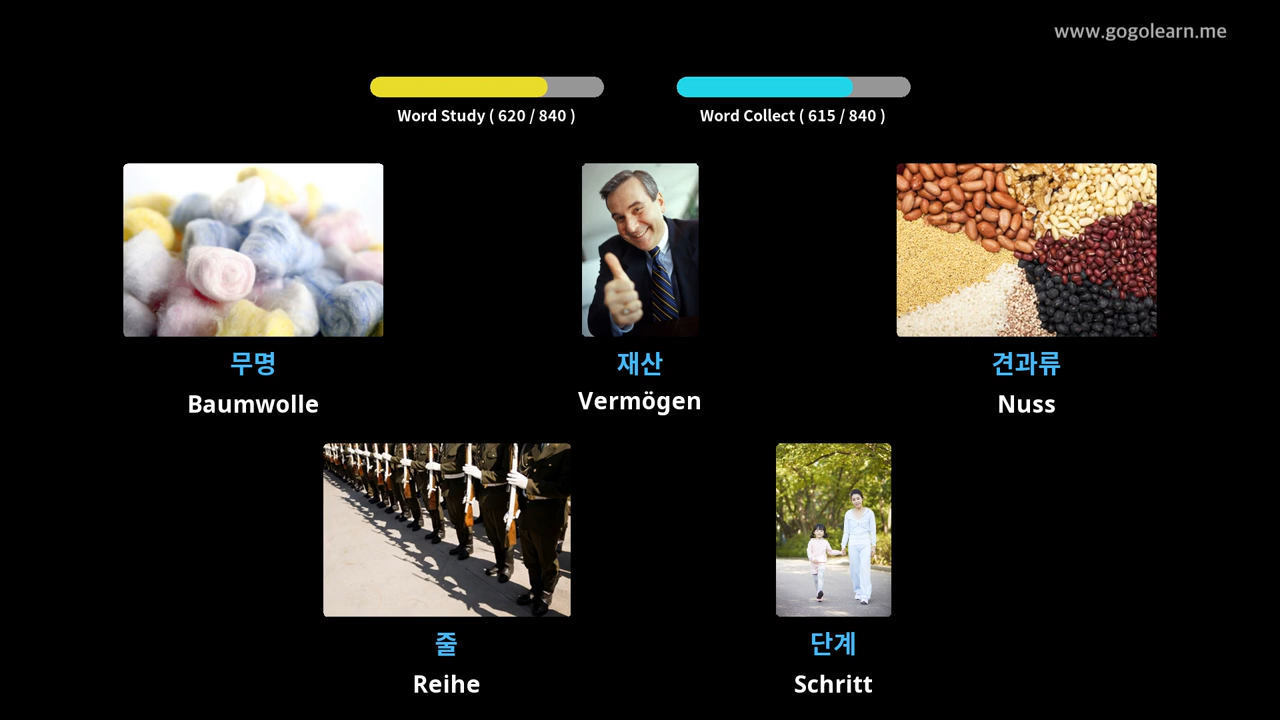 www.gogolearn.me
Word Study ( 620 / 840 )
Word Collect ( 615 / 840 )
무명
Baumwolle
재산
Vermögen
견과류
Nuss
줄
Reihe
단계
Schritt